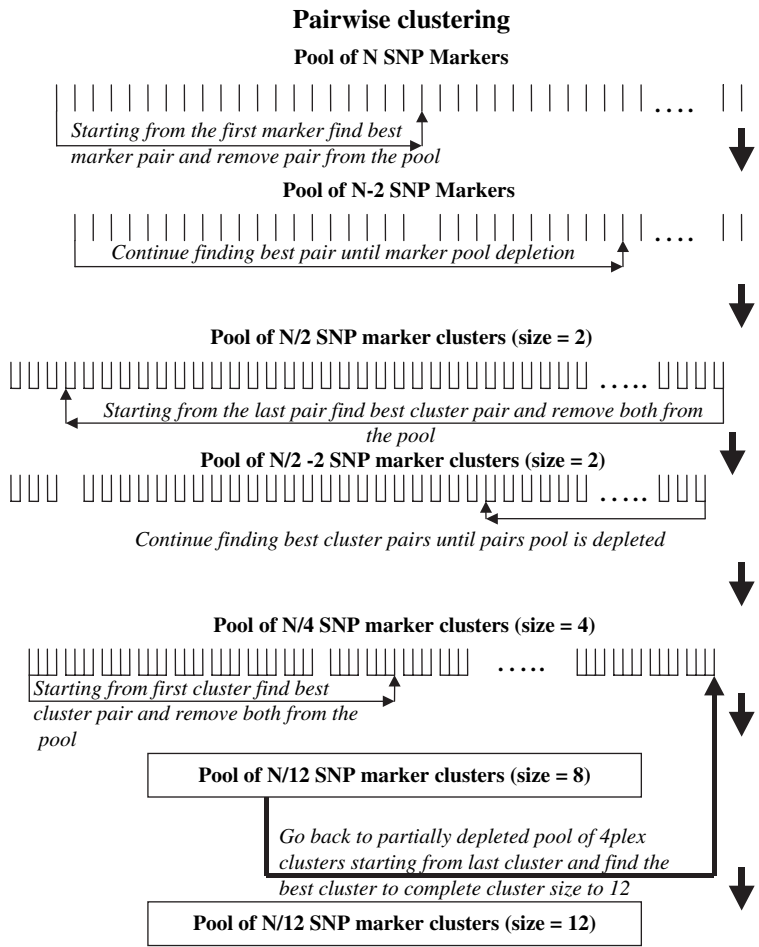 Pairwise clustering
Pool of N SNP Markers
....
Starting from the first marker find best
marker pair and remove pair from the pool
Pool of N-2 SNP Markers
....
Continue finding best pair until marker pool depletion
Pool of N/2 SNP marker clusters (size = 2)
.....
Starting from the last pair find best cluster pair and remove both from
the pool
Pool of N/2 -2 SNP marker clusters (size = 2)
.....
Continue finding best cluster pairs until pairs pool is depleted
Pool of N/4 SNP marker clusters (size = 4)
.....
Starting from first cluster find best
cluster pair and remove both from the
pool
Pool of N/12 SNP marker clusters (size = 8)
Go back to partially depleted pool of 4plex
clusters starting from last cluster and find the
best cluster to complete cluster size to 12
Pool of N/12 SNP marker clusters (size = 12)